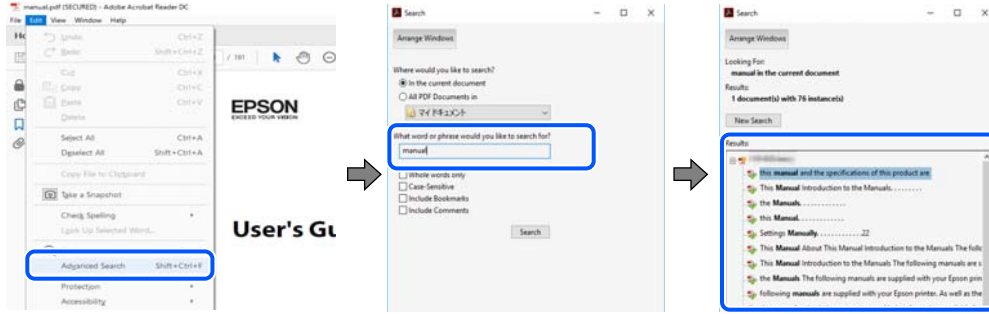 manual.pdf (SECURED) - Adobe Acrobat Reader DC
File Edit View Window Help
Undo Ctrl+Z
Redo Shift+Ctrl+Z
Cut Ctrl+X
Copy Ctrl+C
Paste Ctrl+V
Delete
Select All Ctrl+A
Deselect All Shift+Ctrl+A
Copy File to Clipboard
Take a Snapshot
Check Spelling
Look Up Selected Word...
Advanced Search Shift+Ctrl+F
Protection
Accessibility
/ 181
EPSON
EXCEED YOUR VISION
User's Gu
Search
Arrange Windows
Where would you like to search?
In the current document
All PDF Documents in
マイ ドキュメント
What word or phrase would you like to search for?
manual
Whole words only
Case-Sensitive
Include Bookmarks
Include Comments
Search
Search
Arrange Windows
Looking For:
manual in the current document
Results:
1 document(s) with 76 instance(s)
New Search
Results:
this manual and the specifications of this product are
This Manual Introduction to the Manuals. . . . . . . . .
the Manuals. . . . . . . . . . . . .
this Manual. . . . . . . . . . . . .
Settings Manually. . . . . . . . . . . . .22
This Manual About This Manual Introduction to the Manuals The follo
This Manual Introduction to the Manuals The following manuals are s
the Manuals The following manuals are supplied with your Epson prin
following manuals are supplied with your Epson printer. As well as the